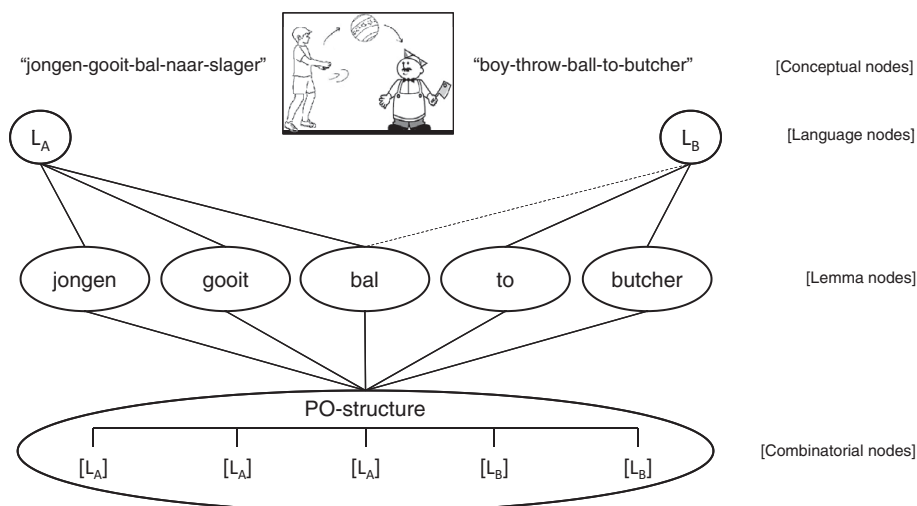 “jongen-gooit-bal-naar-slager” “boy-throw-ball-to-butcher” [Conceptual nodes]
L_A L_B [Language nodes]
jongen gooit bal to butcher [Lemma nodes]
PO-structure
[L_A] [L_A] [L_A] [L_B] [L_B] [Combinatorial nodes]